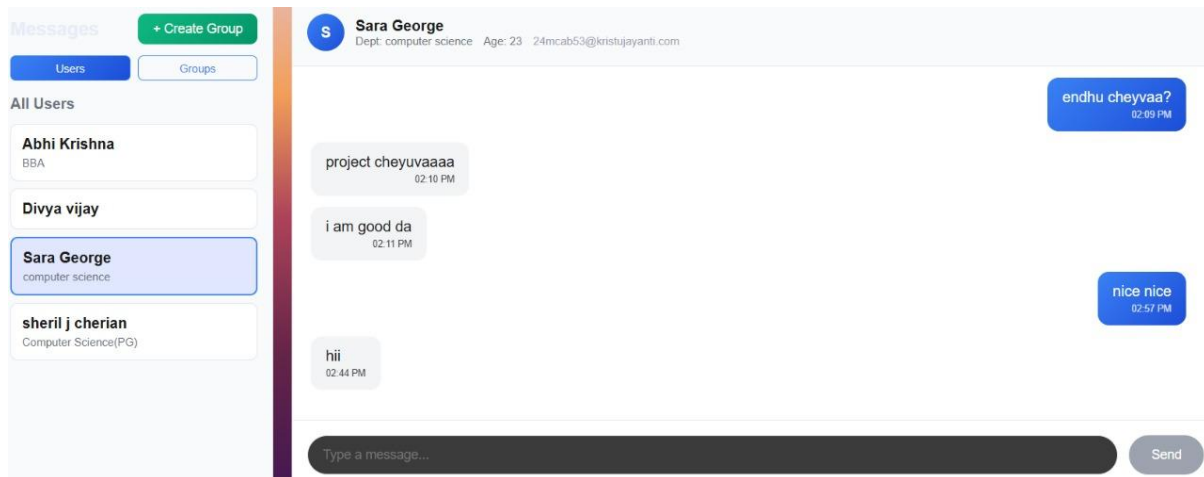 Messages
+ Create Group
Users
Groups
All Users
Abhi Krishna
BBA
Divya vijay
Sara George
computer science
sheril j cherian
Computer Science(PG)
S
Sara George
Dept: computer science Age: 23 24mcab53@kristujayanti.com
endhu cheyvaa?
02:09 PM
project cheyuvaaaa
02:10 PM
i am good da
02:11 PM
nice nice
02:57 PM
hii
02:44 PM
Type a message...
Send